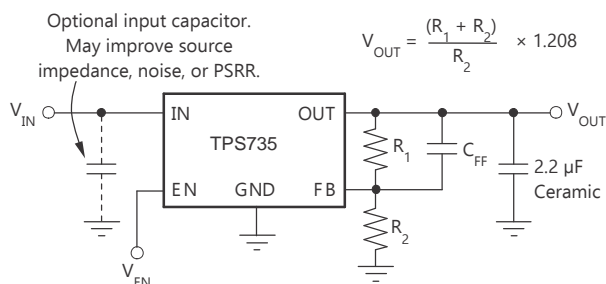 Optional input capacitor.
May improve source
impedance, noise, or PSRR.
V_OUT = (R_1 + R_2) / R_2 × 1.208
V_IN
IN
OUT
V_OUT
TPS735
R_1
C_FF
2.2 µF
Ceramic
EN
GND
FB
R_2
V_EN